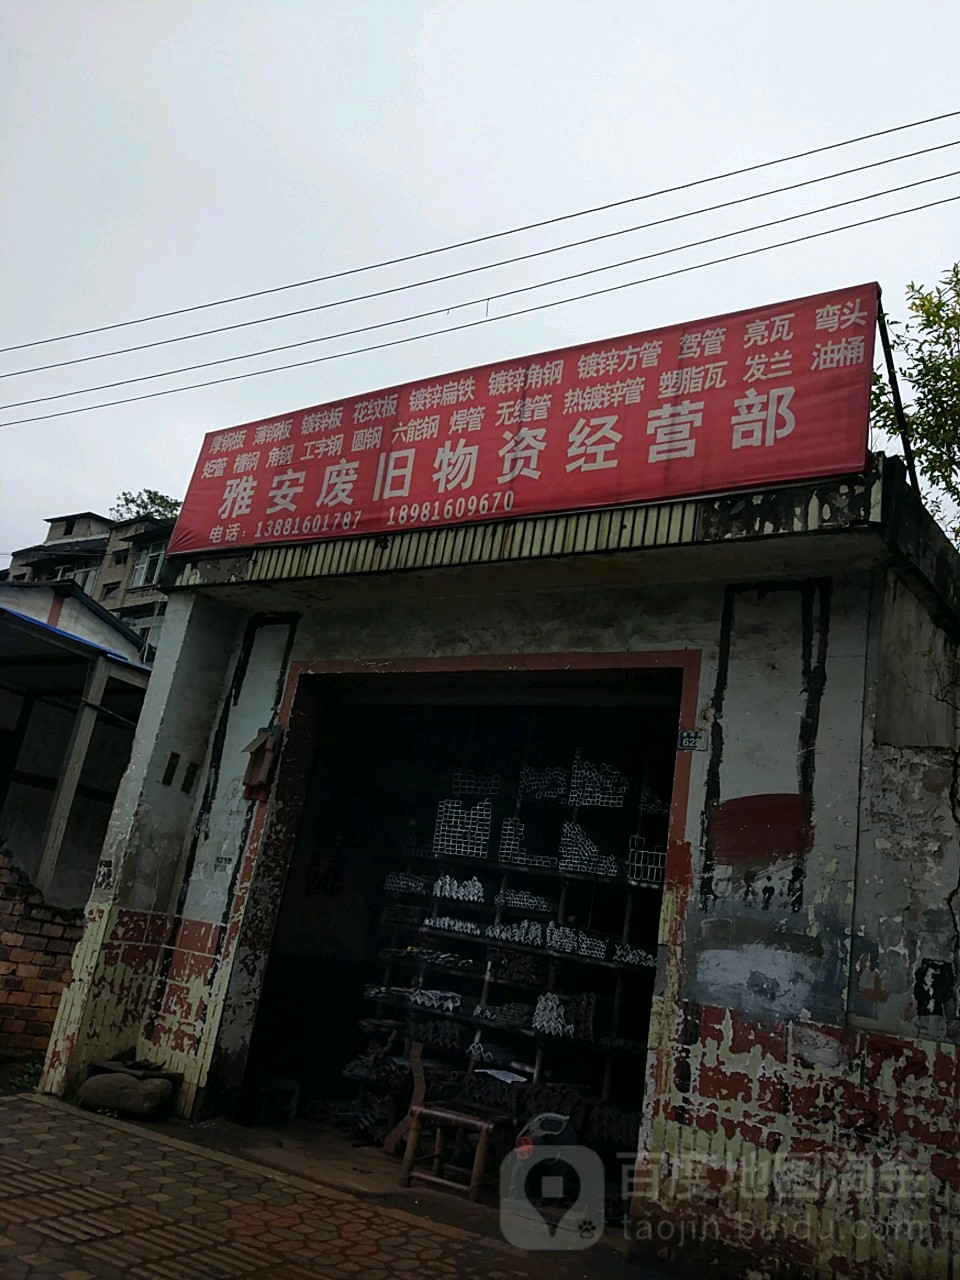 厚钢板 薄钢板 镀锌板 花纹板 镀锌扁铁 镀锌角钢 镀锌方管 驾管 亮瓦 弯头
矩管 槽钢 角钢 工字钢 圆钢 六能钢 焊管 无缝管 热镀锌管 塑脂瓦 发兰 油桶
雅安废旧物资经营部
电话：13881601787 18981609670
百度地图淘金
taojin.baidu.com